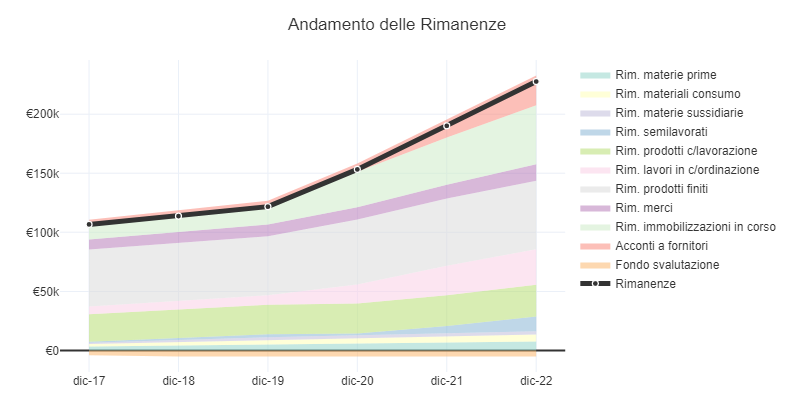 Andamento delle Rimanenze
€200k
€150k
€100k
€50k
€0
dic-17
dic-18
dic-19
dic-20
dic-21
dic-22
Rim. materie prime
Rim. materiali consumo
Rim. materie sussidiarie
Rim. semilavorati
Rim. prodotti c/lavorazione
Rim. lavori in c/ordinazione
Rim. prodotti finiti
Rim. merci
Rim. immobilizzazioni in corso
Acconti a fornitori
Fondo svalutazione
Rimanenze